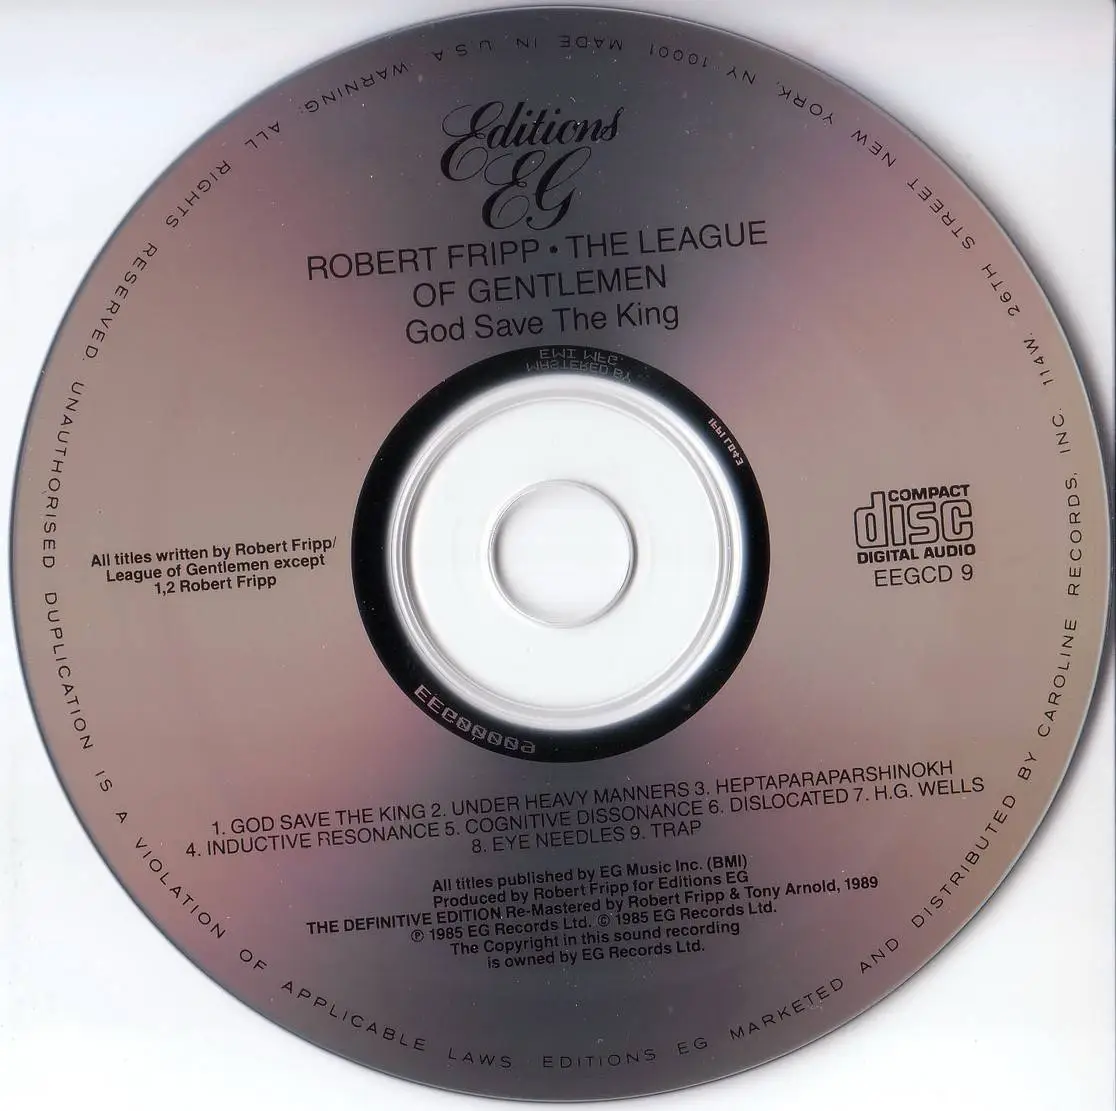 Editions
EG
ROBERT FRIPP • THE LEAGUE
OF GENTLEMEN
God Save The King
MASTERED BY
EMI MFG.
All titles written by Robert Fripp/
League of Gentlemen except
1,2 Robert Fripp
COMPACT
disc
DIGITAL AUDIO
EEGCD 9
1. GOD SAVE THE KING 2. UNDER HEAVY MANNERS 3. HEPTAPARAPARSHINOKH
4. INDUCTIVE RESONANCE 5. COGNITIVE DISSONANCE 6. DISLOCATED 7. H.G. WELLS
8. EYE NEEDLES 9. TRAP
All titles published by EG Music Inc. (BMI)
Produced by Robert Fripp for Editions EG
THE DEFINITIVE EDITION Re-Mastered by Robert Fripp & Tony Arnold, 1989
℗ 1985 EG Records Ltd. © 1985 EG Records Ltd.
The Copyright in this sound recording
is owned by EG Records Ltd.
WARNING: ALL RIGHTS RESERVED. UNAUTHORISED DUPLICATION IS A VIOLATION OF APPLICABLE LAWS EDITIONS EG MARKETED AND DISTRIBUTED BY CAROLINE RECORDS, INC. 114W. 26TH STREET NEW YORK, NY 10001 MADE IN U.S.A.